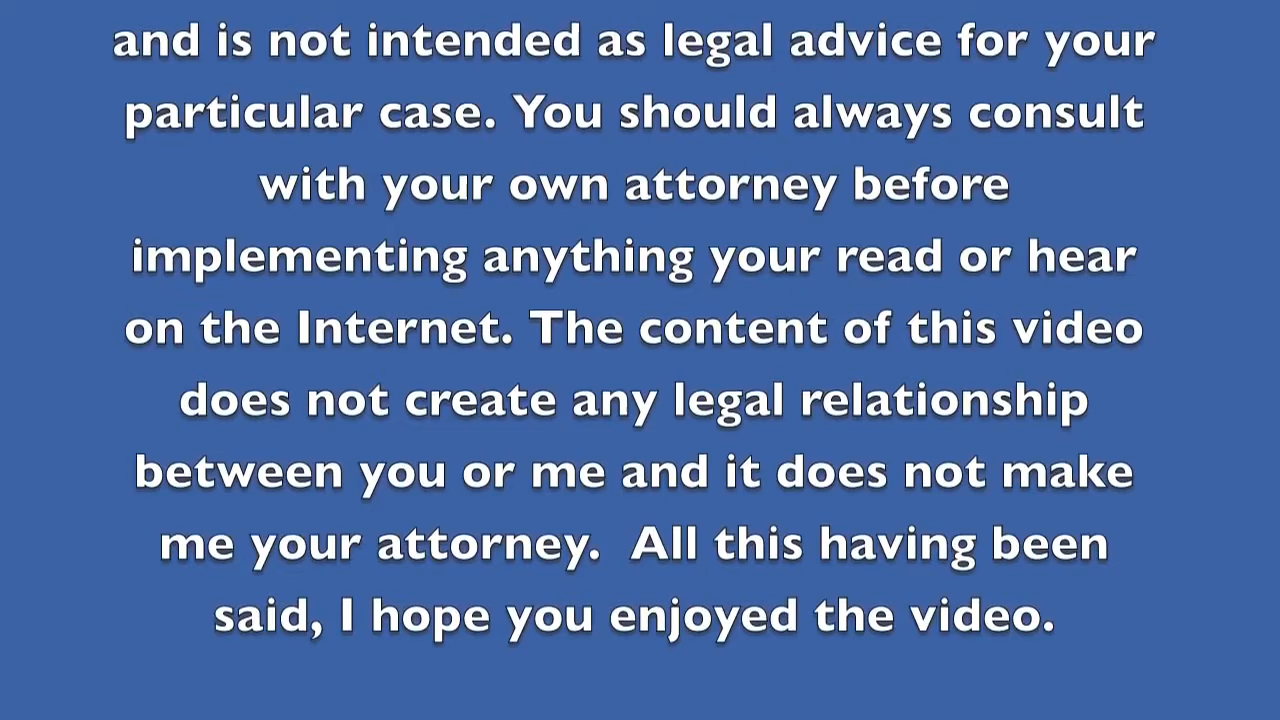 and is not intended as legal advice for your
particular case. You should always consult
with your own attorney before
implementing anything your read or hear
on the Internet. The content of this video
does not create any legal relationship
between you or me and it does not make
me your attorney.  All this having been
said, I hope you enjoyed the video.